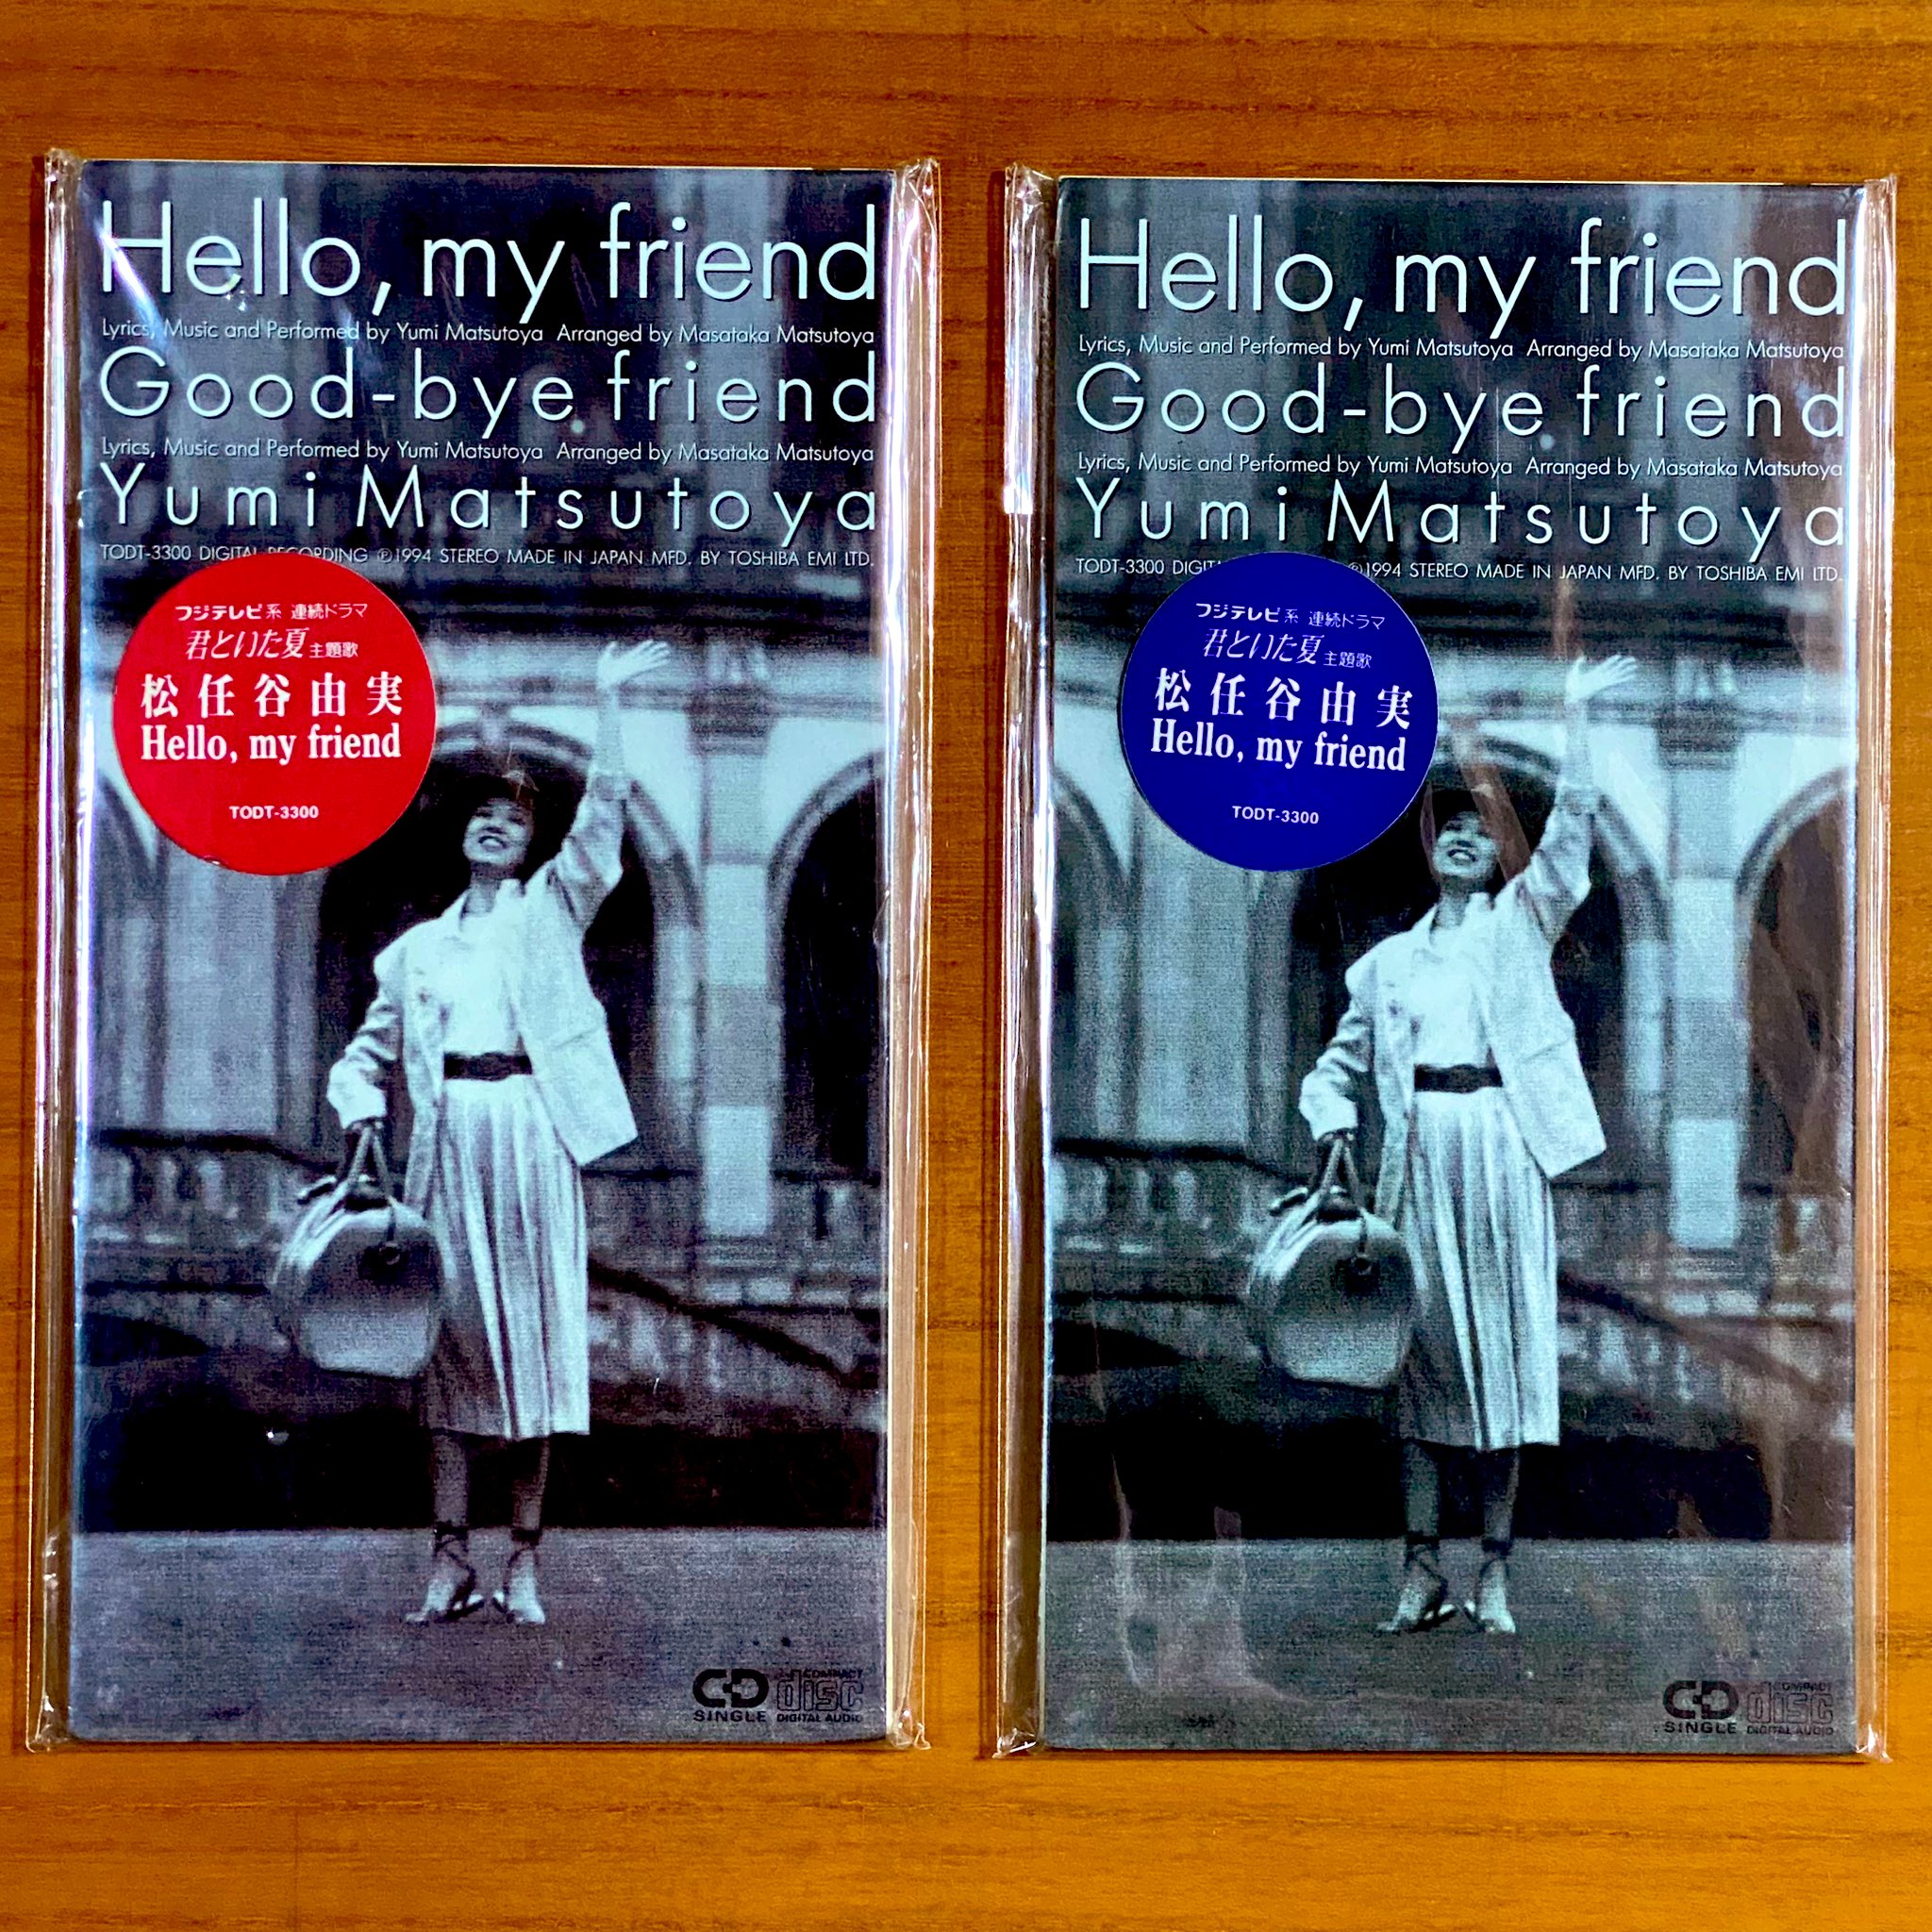 Hello, my friend
Lyrics, Music and Performed by Yumi Matsutoya Arranged by Masataka Matsutoya
Good-bye friend
Lyrics, Music and Performed by Yumi Matsutoya Arranged by Masataka Matsutoya
Yumi Matsutoya
TODT-3300 DIGITAL RECORDING ℗1994 STEREO MADE IN JAPAN MFD. BY TOSHIBA EMI LTD.
フジテレビ系 連続ドラマ
君といた夏 主題歌
松任谷由実
Hello, my friend
TODT-3300
CD COMPACT disc
SINGLE DIGITAL AUDIO
Hello, my friend
Lyrics, Music and Performed by Yumi Matsutoya Arranged by Masataka Matsutoya
Good-bye friend
Lyrics, Music and Performed by Yumi Matsutoya Arranged by Masataka Matsutoya
Yumi Matsutoya
TODT-3300 ℗1994 STEREO MADE IN JAPAN MFD. BY TOSHIBA EMI LTD.
フジテレビ系 連続ドラマ
君といた夏 主題歌
松任谷由実
Hello, my friend
TODT-3300
CD COMPACT disc
SINGLE DIGITAL AUDIO